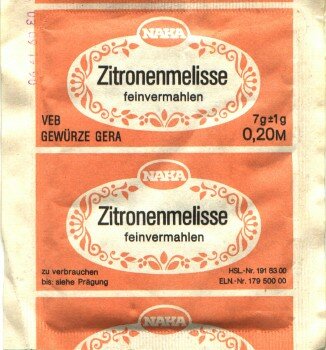 NAKA
Zitronenmelisse
feinvermahlen
VEB
GEWÜRZE GERA
7g±1g
0,20M
NAKA
Zitronenmelisse
feinvermahlen
zu verbrauchen
bis: siehe Prägung
HSL-Nr. 191 83 00
ELN.-Nr. 179 500 00
NAKA